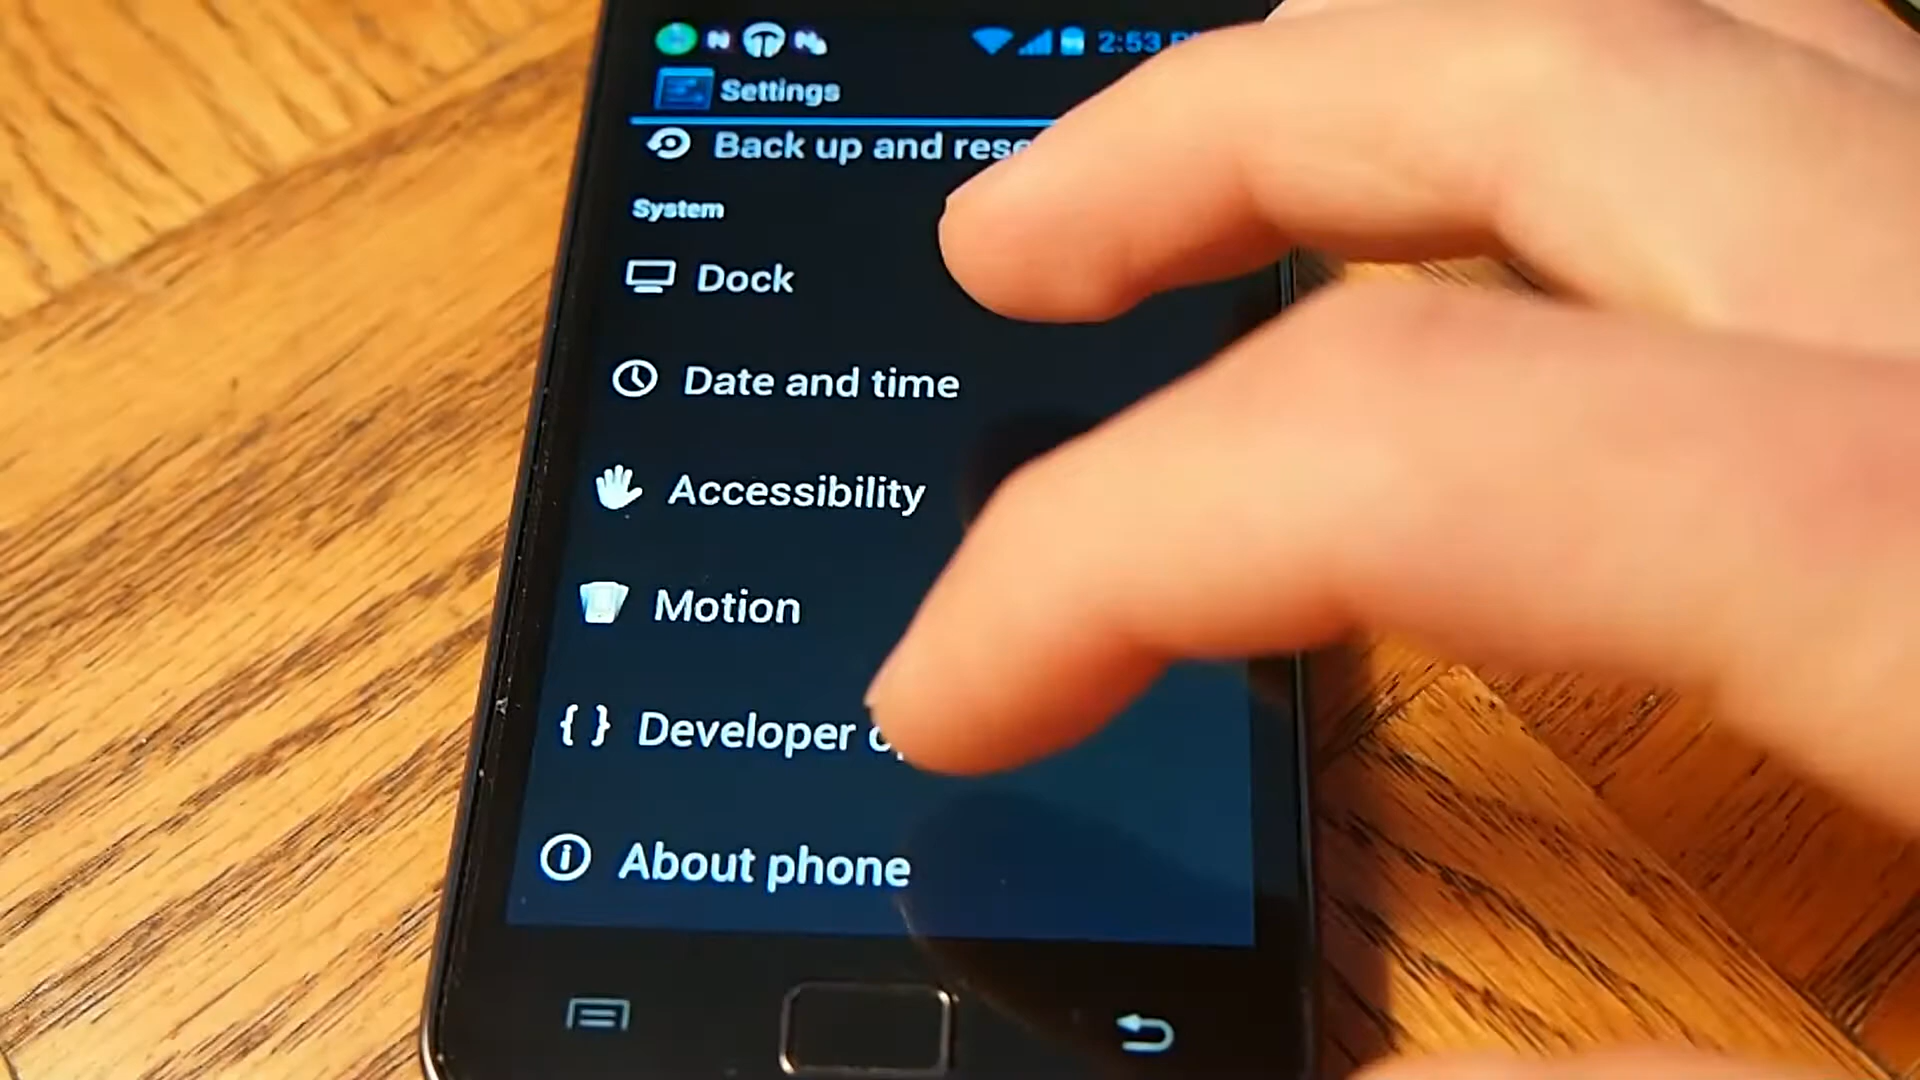 2:53
Settings
Back up and rese
System
Dock
Date and time
Accessibility
Motion
{ } Developer o
About phone